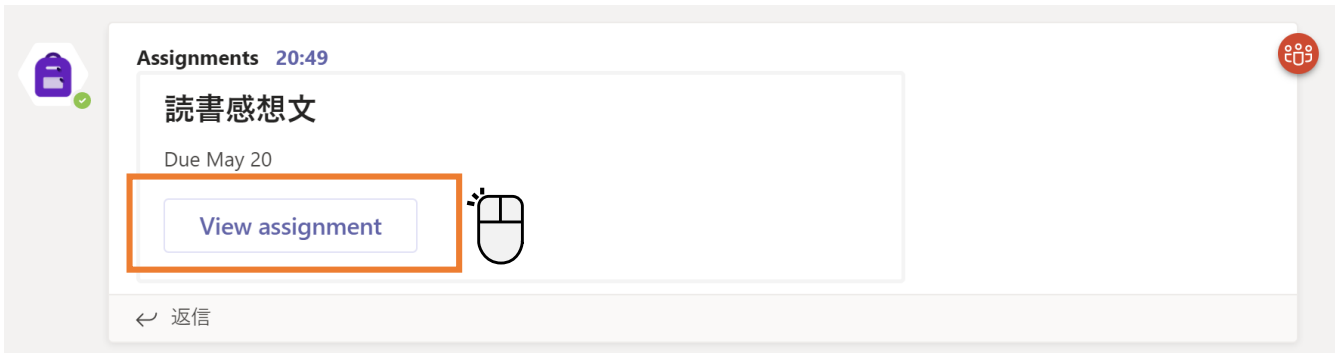 Assignments 20:49
読書感想文
Due May 20
View assignment
返信